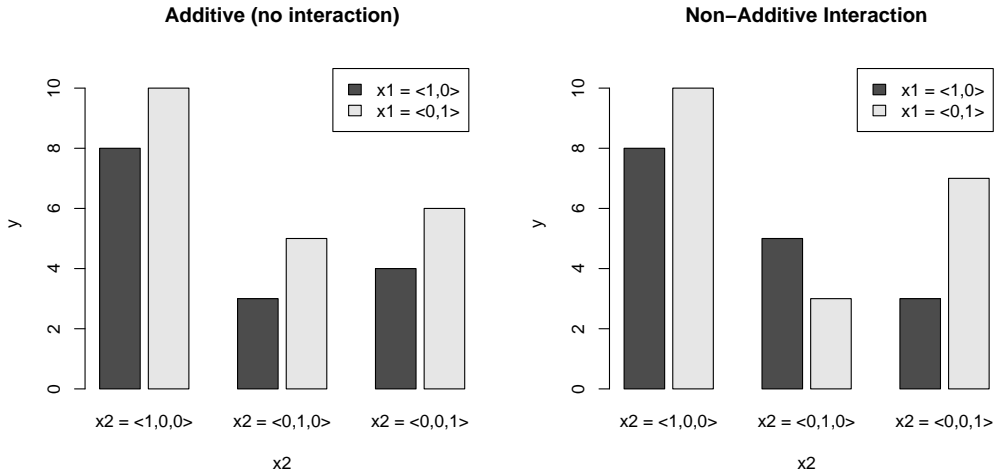 Additive (no interaction)
x1 = <1,0>
x1 = <0,1>
10
8
6
4
2
0
y
x2 = <1,0,0>
x2 = <0,1,0>
x2 = <0,0,1>
x2
Non−Additive Interaction
x1 = <1,0>
x1 = <0,1>
10
8
6
4
2
0
y
x2 = <1,0,0>
x2 = <0,1,0>
x2 = <0,0,1>
x2